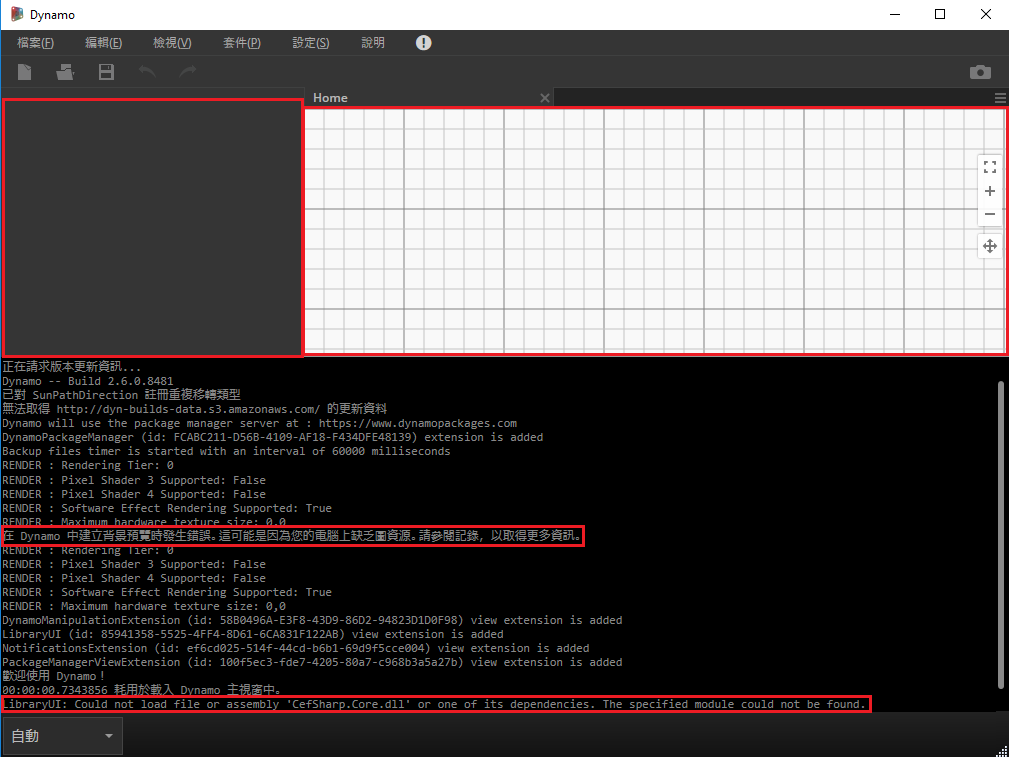 Dynamo
檔案(F) 編輯(E) 檢視(V) 套件(P) 設定(S) 說明
Home
正在請求版本更新資訊...
Dynamo -- Build 2.6.0.8481
已對 SunPathDirection 註冊重複移轉類型
無法取得 http://dyn-builds-data.s3.amazonaws.com/ 的更新資料
Dynamo will use the package manager server at : https://www.dynamopackages.com
DynamoPackageManager (id: FCABC211-D56B-4109-AF18-F434DFE48139) extension is added
Backup files timer is started with an interval of 60000 milliseconds
RENDER : Rendering Tier: 0
RENDER : Pixel Shader 3 Supported: False
RENDER : Pixel Shader 4 Supported: False
RENDER : Software Effect Rendering Supported: True
RENDER : Maximum hardware texture size: 0,0
在 Dynamo 中建立背景預覽時發生錯誤。這可能是因為您的電腦上缺乏圖資源。請參閱記錄, 以取得更多資訊。
RENDER : Rendering Tier: 0
RENDER : Pixel Shader 3 Supported: False
RENDER : Pixel Shader 4 Supported: False
RENDER : Software Effect Rendering Supported: True
RENDER : Maximum hardware texture size: 0,0
DynamoManipulationExtension (id: 58B0496A-E3F8-43D9-86D2-94823D1D0F98) view extension is added
LibraryUI (id: 85941358-5525-4FF4-8D61-6CA831F122AB) view extension is added
NotificationsExtension (id: ef6cd025-514f-44cd-b6b1-69d9f5cce004) view extension is added
PackageManagerViewExtension (id: 100f5ec3-fde7-4205-80a7-c968b3a5a27b) view extension is added
歡迎使用 Dynamo！
00:00:00.7343856 耗用於載入 Dynamo 主視窗中。
LibraryUI: Could not load file or assembly 'CefSharp.Core.dll' or one of its dependencies. The specified module could not be found.
自動